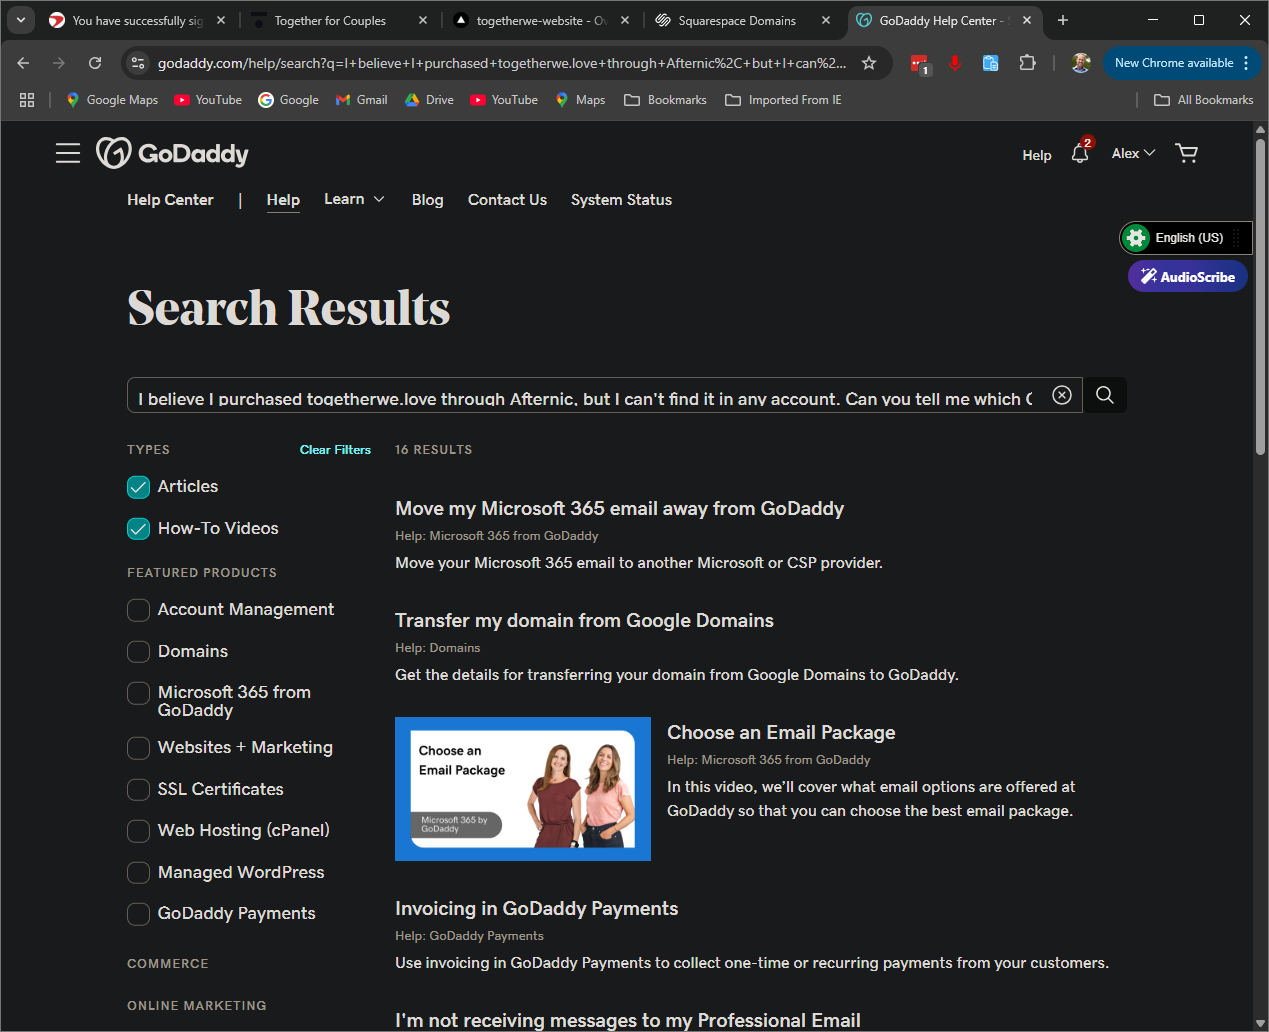 You have successfully sig
Together for Couples
togetherwe-website - Ov
Squarespace Domains
GoDaddy Help Center - S
godaddy.com/help/search?q=I+believe+I+purchased+togetherwe.love+through+Afternic%2C+but+I+can%2...
1
New Chrome available
Google Maps
YouTube
Google
Gmail
Drive
YouTube
Maps
Bookmarks
Imported From IE
All Bookmarks
GoDaddy
Help
2
Alex
Help Center | Help
Learn
Blog
Contact Us
System Status
English (US)
AudioScribe
Search Results
I believe I purchased togetherwe.love through Afternic, but I can't find it in any account. Can you tell me which
TYPES
Clear Filters
Articles
How-To Videos
FEATURED PRODUCTS
Account Management
Domains
Microsoft 365 from
GoDaddy
Websites + Marketing
SSL Certificates
Web Hosting (cPanel)
Managed WordPress
GoDaddy Payments
COMMERCE
ONLINE MARKETING
16 RESULTS
Move my Microsoft 365 email away from GoDaddy
Help: Microsoft 365 from GoDaddy
Move your Microsoft 365 email to another Microsoft or CSP provider.
Transfer my domain from Google Domains
Help: Domains
Get the details for transferring your domain from Google Domains to GoDaddy.
Choose an
Email Package
Microsoft 365 by
GoDaddy
Choose an Email Package
Help: Microsoft 365 from GoDaddy
In this video, we'll cover what email options are offered at
GoDaddy so that you can choose the best email package.
Invoicing in GoDaddy Payments
Help: GoDaddy Payments
Use invoicing in GoDaddy Payments to collect one-time or recurring payments from your customers.
I'm not receiving messages to my Professional Email